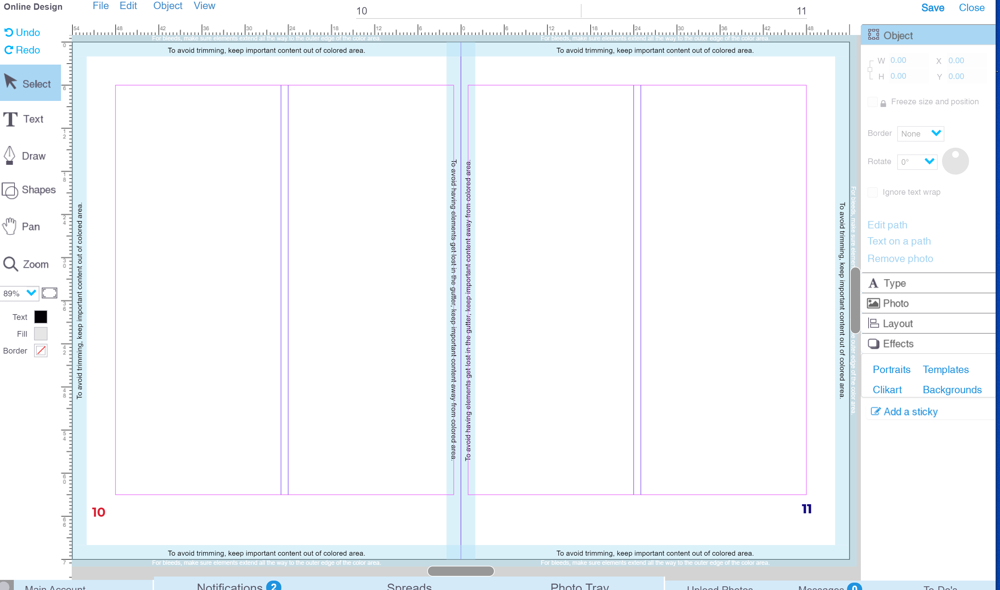 Online Design
File Edit Object View
10 11
Save Close
Undo
Redo
Select
Text
Draw
Shapes
Pan
Zoom
89%
Text
Fill
Border
54 48 42 36 30 24 18 12 6 0 6 12 18 24 30 36 42 48
0
6
12
18
24
30
36
42
48
54
60
66
7
For bleeds, make sure elements extend all the way to the outer edge of the color area.
For bleeds, make sure elements extend all the way to the outer edge of the color area.
To avoid trimming, keep important content out of colored area.
To avoid trimming, keep important content out of colored area.
To avoid trimming, keep important content out of colored area.
To avoid having elements get lost in the gutter, keep important content away from colored area.
To avoid having elements get lost in the gutter, keep important content away from colored area.
To avoid trimming, keep important content out of colored area.
For bleeds, make sure elemen
e outer edge of the color area.
10
11
To avoid trimming, keep important content out of colored area.
To avoid trimming, keep important content out of colored area.
For bleeds, make sure elements extend all the way to the outer edge of the color area.
For bleeds, make sure elements extend all the way to the outer edge of the color area.
Object
W 0.00 X 0.00
H 0.00 Y 0.00
Freeze size and position
Border None
Rotate 0°
Ignore text wrap
Edit path
Text on a path
Remove photo
Type
Photo
Layout
Effects
Portraits Templates
Clikart Backgrounds
Add a sticky
Main Account Notifications 2 Spreads Photo Tray Upload Photos Messages 0 To-Do's